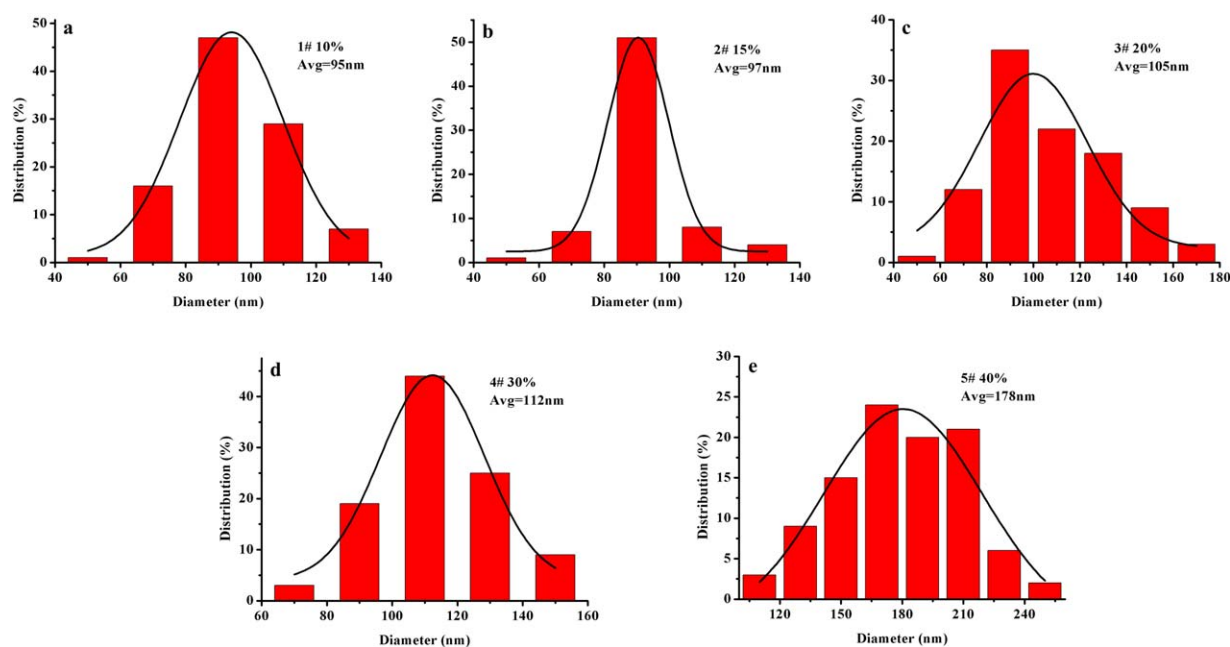 a
1# 10%
Avg=95nm
Distribution (%)
50
40
30
20
10
0
40 60 80 100 120 140
Diameter (nm)
b
2# 15%
Avg=97nm
Distribution (%)
50
40
30
20
10
0
40 60 80 100 120 140
Diameter (nm)
c
3# 20%
Avg=105nm
Distribution (%)
40
30
20
10
0
40 60 80 100 120 140 160 180
Diameter (nm)
d
4# 30%
Avg=112nm
Distribution (%)
40
30
20
10
0
60 80 100 120 140 160
Diameter (nm)
e
5# 40%
Avg=178nm
Distribution (%)
30
25
20
15
10
5
0
120 150 180 210 240
Diameter (nm)